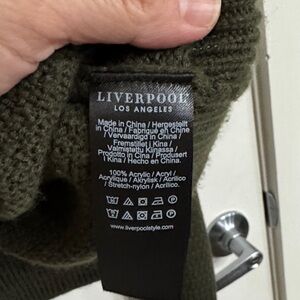 LIVERPOOL
LOS ANGELES
Made in China / Hergestellt
in China / Fabriqué en Chine
/ Vervaardigd in China /
Fremstillet i Kina /
Valmistettu Kiinassa /
Prodotto in Cina / Produsert
i Kina / Hecho en China.
100% Acrylic / Acryl /
Acrylique / Akrylisk / Acrilico
/ Stretch-nylon / Acrílico.
www.liverpoolstyle.com